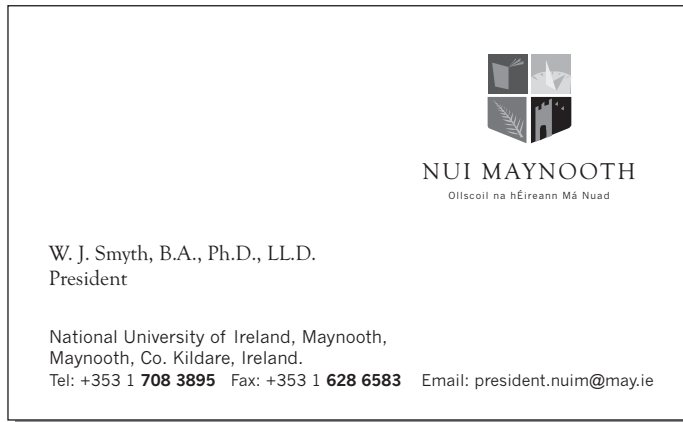 NUI MAYNOOTH
Ollscoil na hÉireann Má Nuad
W. J. Smyth, B.A., Ph.D., LL.D.
President
National University of Ireland, Maynooth,
Maynooth, Co. Kildare, Ireland.
Tel: +353 1 708 3895 Fax: +353 1 628 6583 Email: president.nuim@may.ie